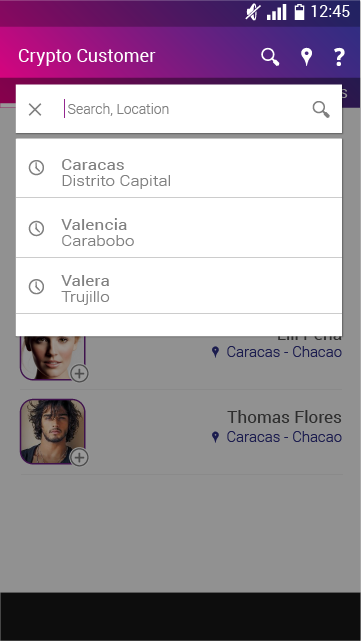 12:45
Crypto Customer
S
Search, Location
Caracas
Distrito Capital
Valencia
Carabobo
Valera
Trujillo
Caracas - Chacao
Thomas Flores
Caracas - Chacao